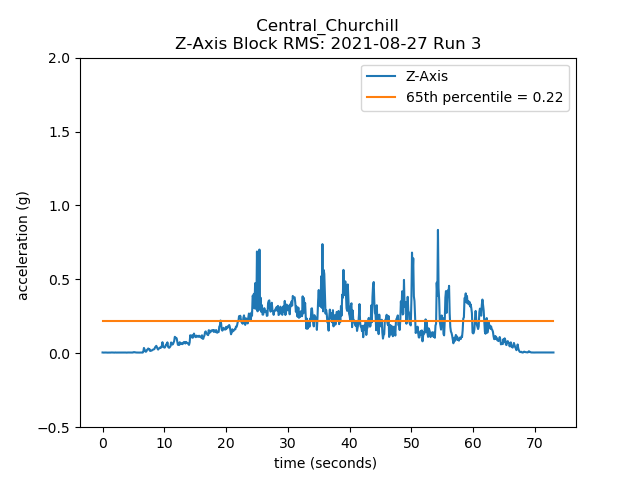 Central_Churchill
Z-Axis Block RMS: 2021-08-27 Run 3
Z-Axis
65th percentile = 0.22
2.0
1.5
1.0
0.5
0.0
−0.5
acceleration (g)
0 10 20 30 40 50 60 70
time (seconds)